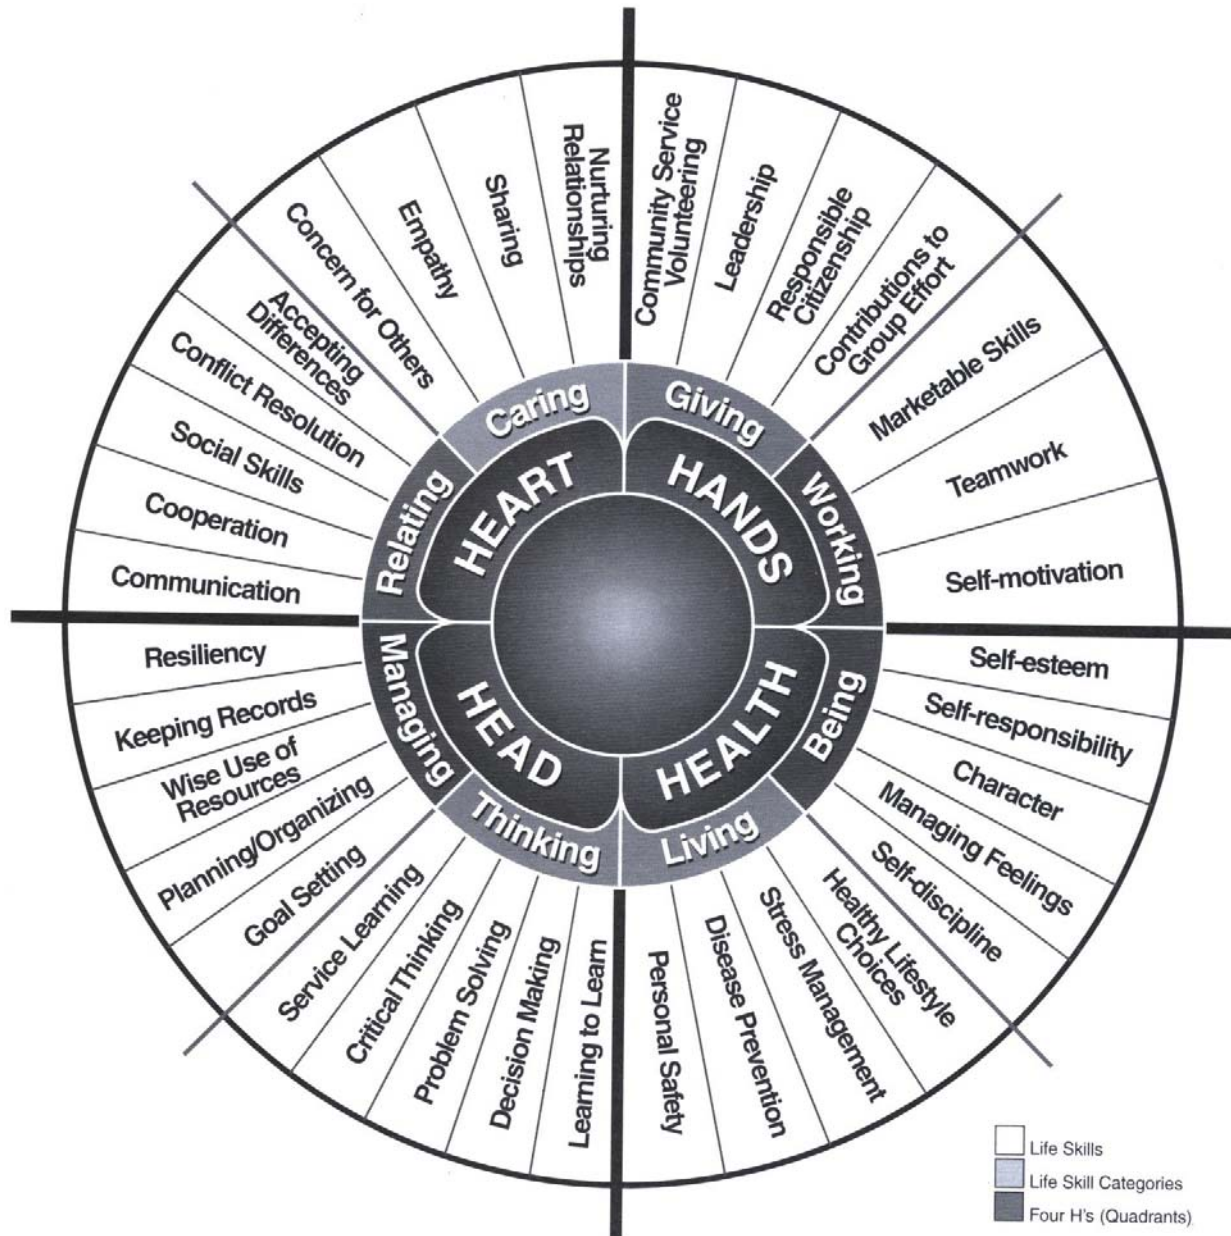 Nurturing
Relationships
Sharing
Empathy
Concern for Others
Accepting
Differences
Conflict Resolution
Social Skills
Cooperation
Communication
Community Service
Volunteering
Leadership
Responsible
Citizenship
Contributions to
Group Effort
Marketable Skills
Teamwork
Self-motivation
Caring
Giving
Relating
Working
HEART
HANDS
HEAD
HEALTH
Managing
Being
Thinking
Living
Resiliency
Keeping Records
Wise Use of
Resources
Planning/Organizing
Goal Setting
Service Learning
Critical Thinking
Problem Solving
Decision Making
Learning to Learn
Self-esteem
Self-responsibility
Character
Managing Feelings
Self-discipline
Healthy Lifestyle
Choices
Stress Management
Disease Prevention
Personal Safety
Life Skills
Life Skill Categories
Four H's (Quadrants)